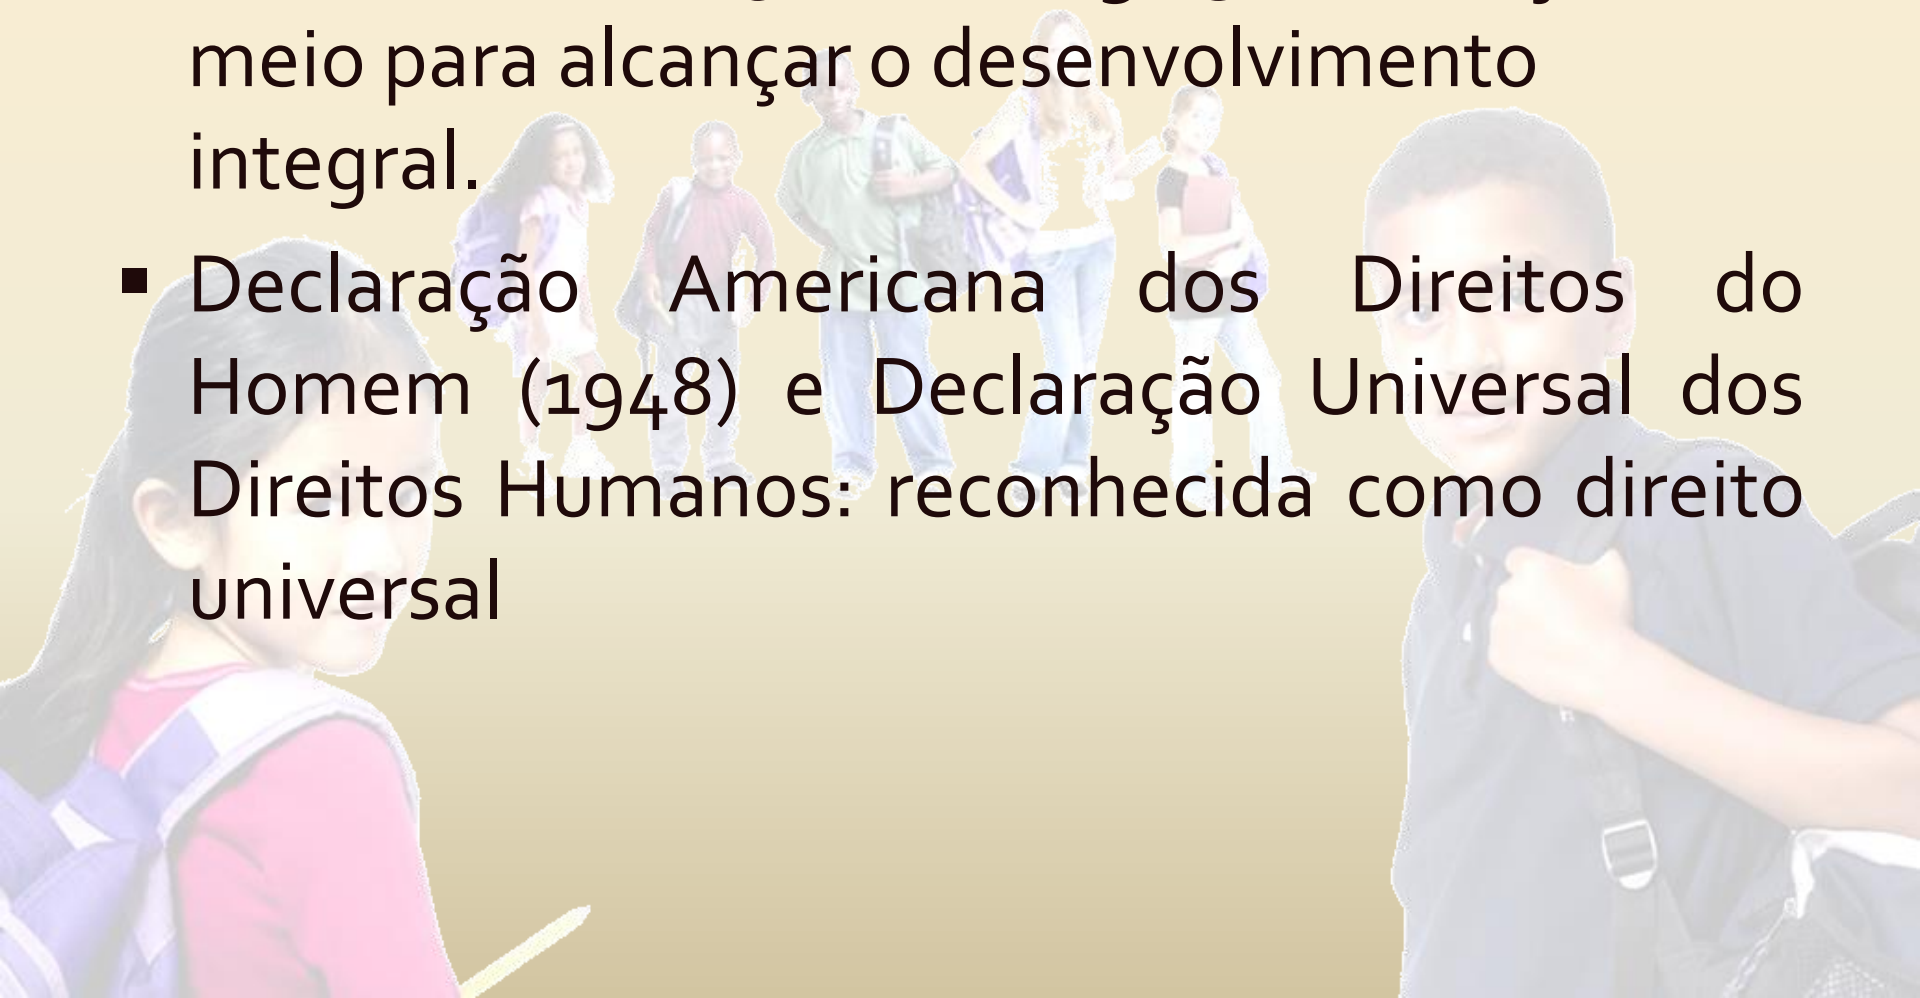 meio para alcançar o desenvolvimento
integral.
▪ Declaração Americana dos Direitos do
Homem (1948) e Declaração Universal dos
Direitos Humanos: reconhecida como direito
universal